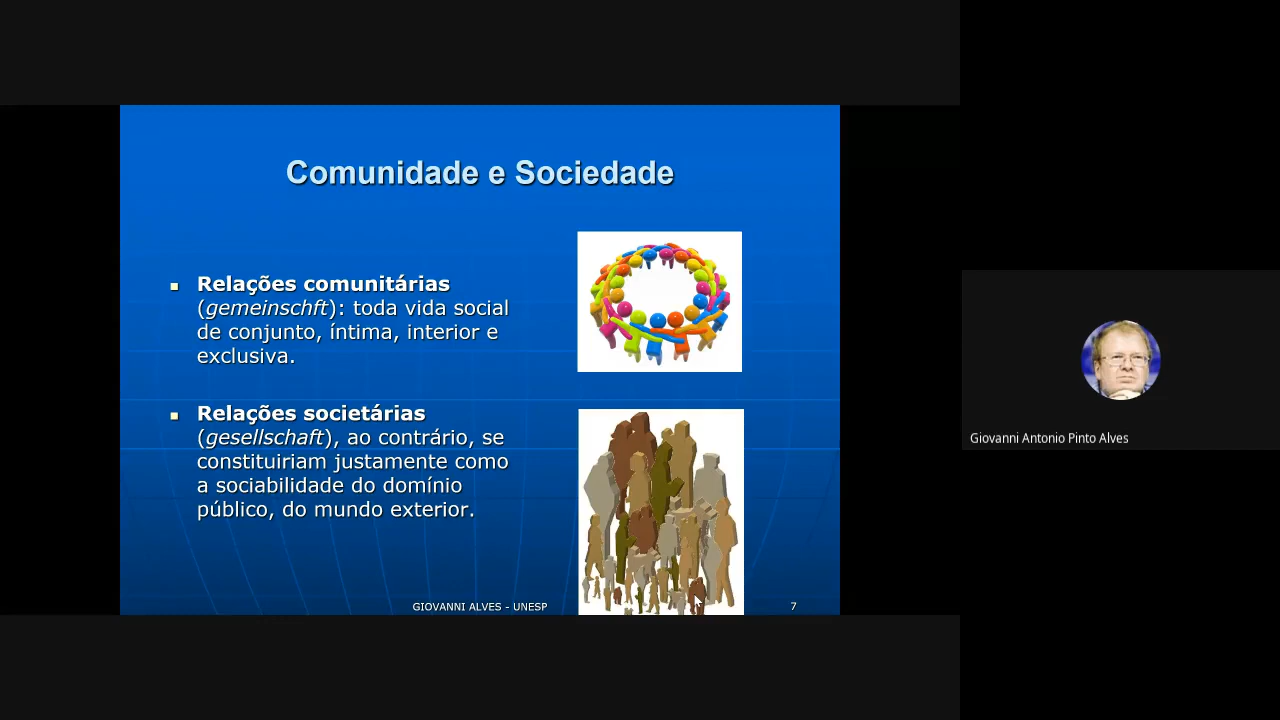 Comunidade e Sociedade
Relações comunitárias
(gemeinschft): toda vida social
de conjunto, íntima, interior e
exclusiva.
Relações societárias
(gesellschaft), ao contrário, se
constituiriam justamente como
a sociabilidade do domínio
público, do mundo exterior.
GIOVANNI ALVES - UNESP
7
Giovanni Antonio Pinto Alves